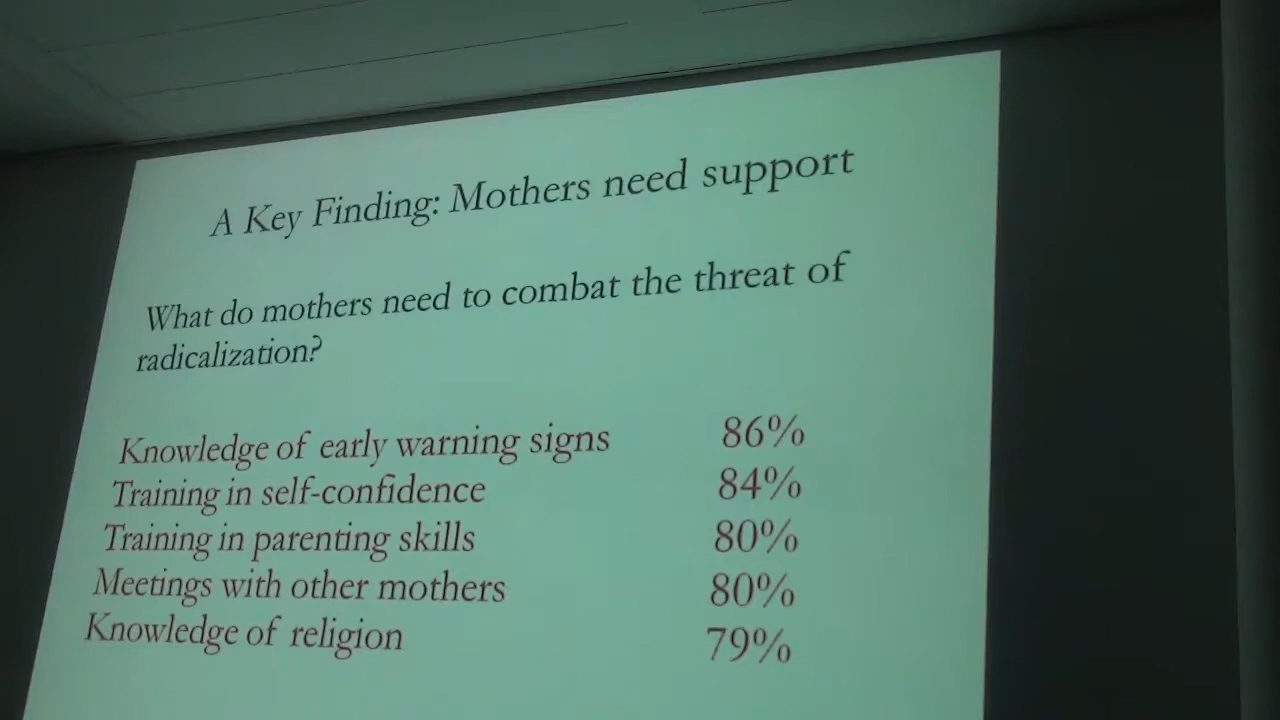 A Key Finding: Mothers need support
What do mothers need to combat the threat of
radicalization?
Knowledge of early warning signs 86%
Training in self-confidence 84%
Training in parenting skills 80%
Meetings with other mothers 80%
Knowledge of religion 79%